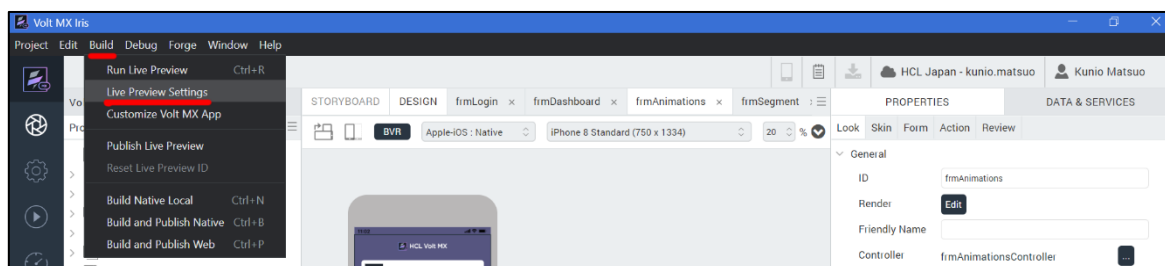 Volt MX Iris
Project Edit Build Debug Forge Window Help
Run Live Preview Ctrl+R
Live Preview Settings
Customize Volt MX App
Publish Live Preview
Reset Live Preview ID
Build Native Local Ctrl+N
Build and Publish Native Ctrl+B
Build and Publish Web Ctrl+P
HCL Japan - kunio.matsuo Kunio Matsuo
STORYBOARD DESIGN frmLogin × frmDashboard × frmAnimations × frmSegment
PROPERTIES DATA & SERVICES
BVR Apple-iOS : Native iPhone 8 Standard (750 x 1334) 20 %
Look Skin Form Action Review
General
ID frmAnimations
Render Edit
Friendly Name
Controller frmAnimationsController ...
HCL Volt MX